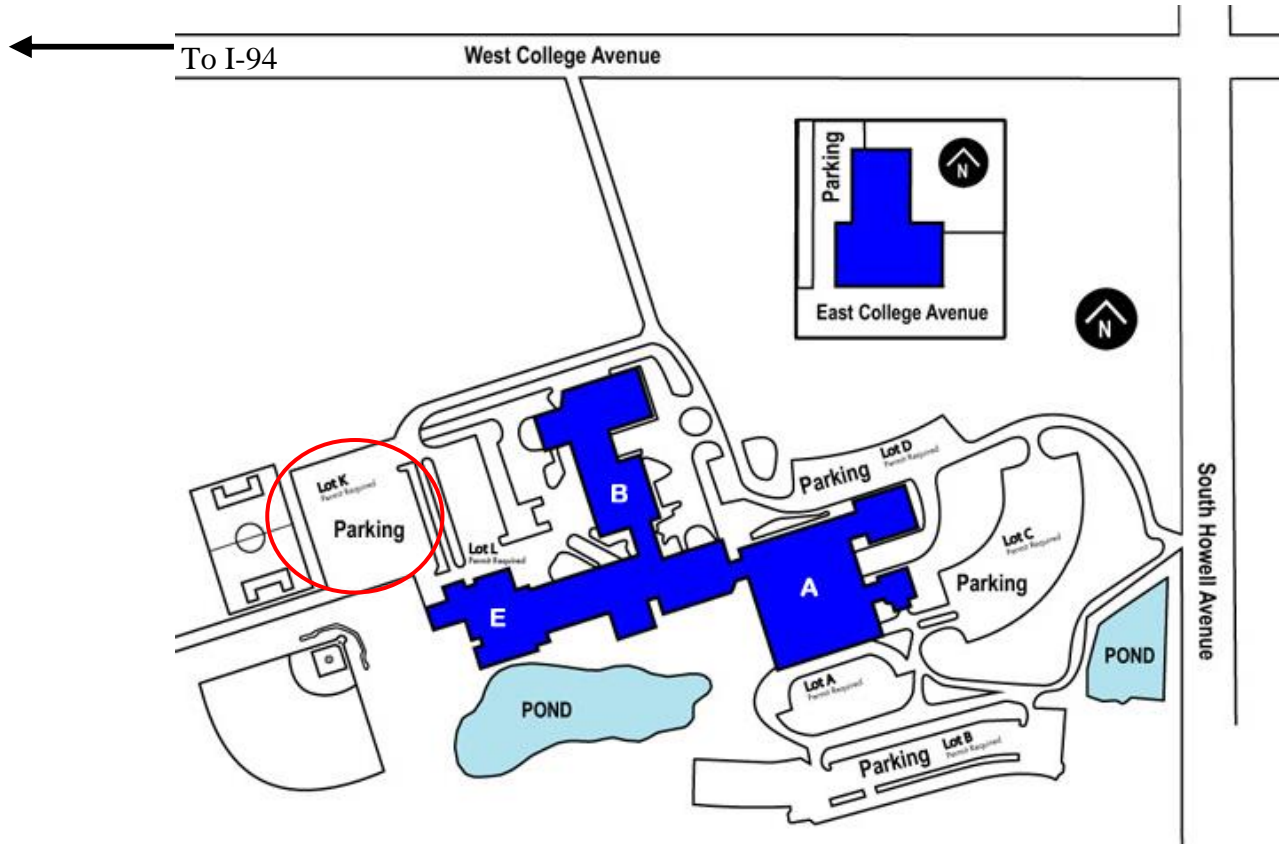 To I-94
West College Avenue
Parking
N
East College Avenue
N
Lot K
Permit Required
Parking
Lot L
Permit Required
B
Lot D
Permit Required
Parking
Lot C
Permit Required
Parking
South Howell Avenue
E
A
POND
POND
Lot A
Permit Required
Lot B
Permit Required
Parking